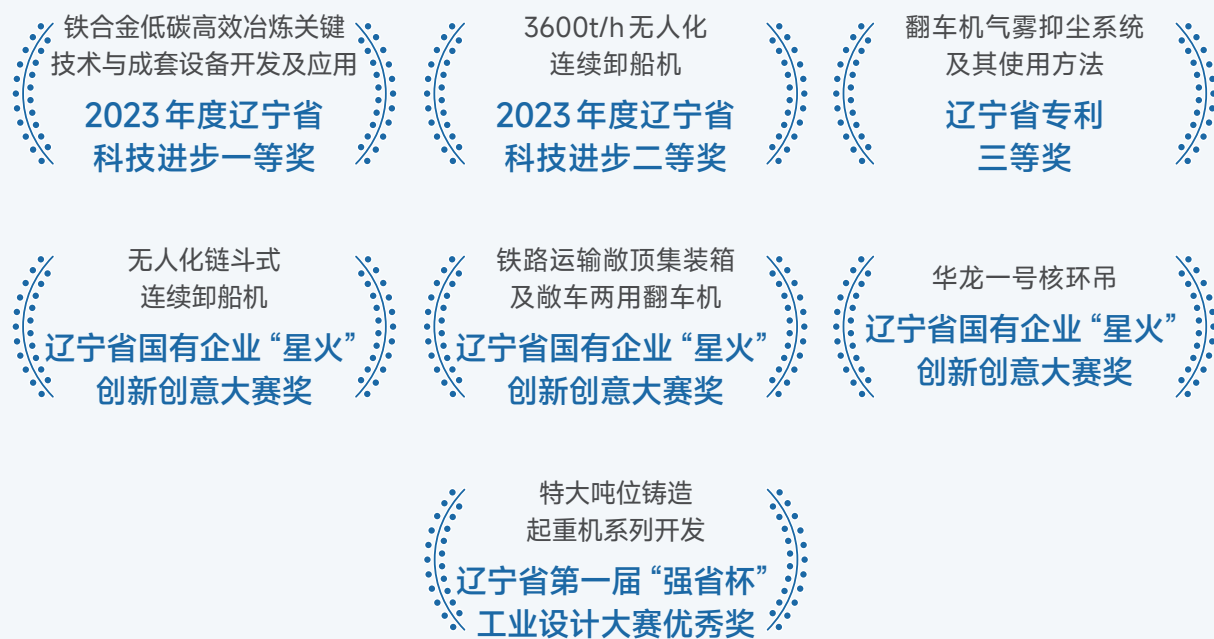 铁合金低碳高效冶炼关键
技术与成套设备开发及应用
2023年度辽宁省
科技进步一等奖
3600t/h无人化
连续卸船机
2023年度辽宁省
科技进步二等奖
翻车机气雾抑尘系统
及其使用方法
辽宁省专利
三等奖
无人化链斗式
连续卸船机
辽宁省国有企业“星火”
创新创意大赛奖
铁路运输敞顶集装箱
及敞车两用翻车机
辽宁省国有企业“星火”
创新创意大赛奖
华龙一号核环吊
辽宁省国有企业“星火”
创新创意大赛奖
特大吨位铸造
起重机系列开发
辽宁省第一届“强省杯”
工业设计大赛优秀奖